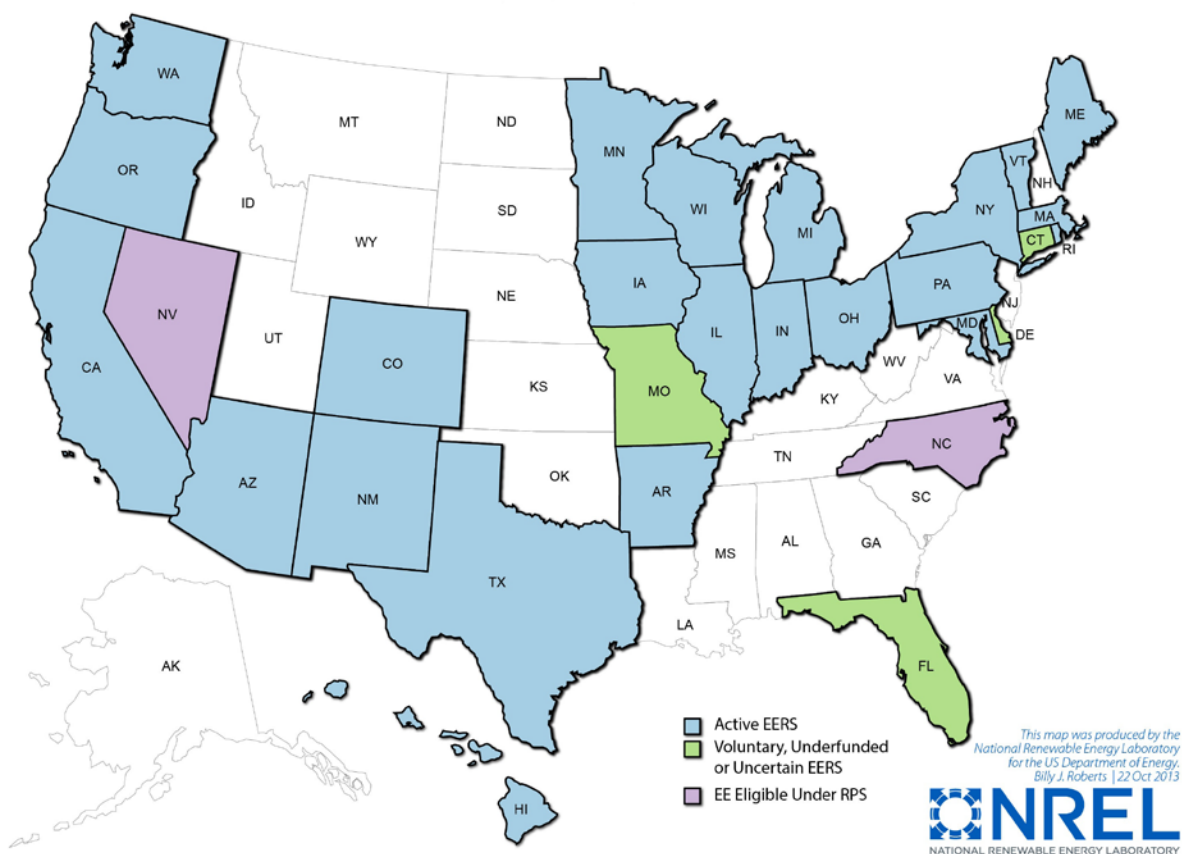 WA
MT
ND
MN
ME
OR
ID
SD
WI
MI
NY
VT
NH
MA
CT
RI
WY
IA
NE
PA
NJ
NV
UT
CO
IL
IN
OH
MD
DE
CA
KS
MO
WV
VA
KY
NC
TN
AZ
NM
OK
AR
SC
MS
AL
GA
TX
LA
AK
FL
HI
Active EERS
Voluntary, Underfunded
or Uncertain EERS
EE Eligible Under RPS
This map was produced by the
National Renewable Energy Laboratory
for the US Department of Energy.
Billy J. Roberts | 22 Oct 2013
NREL
NATIONAL RENEWABLE ENERGY LABORATORY